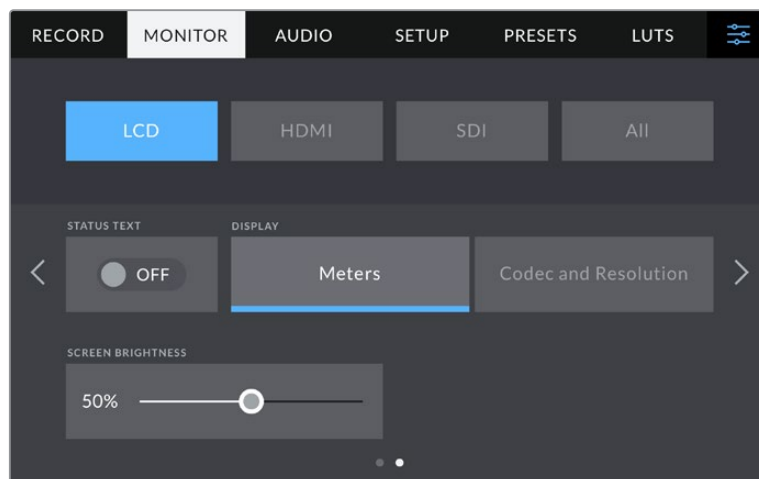 RECORD MONITOR AUDIO SETUP PRESETS LUTS
LCD HDMI SDI All
STATUS TEXT DISPLAY
OFF Meters Codec and Resolution
SCREEN BRIGHTNESS
50%